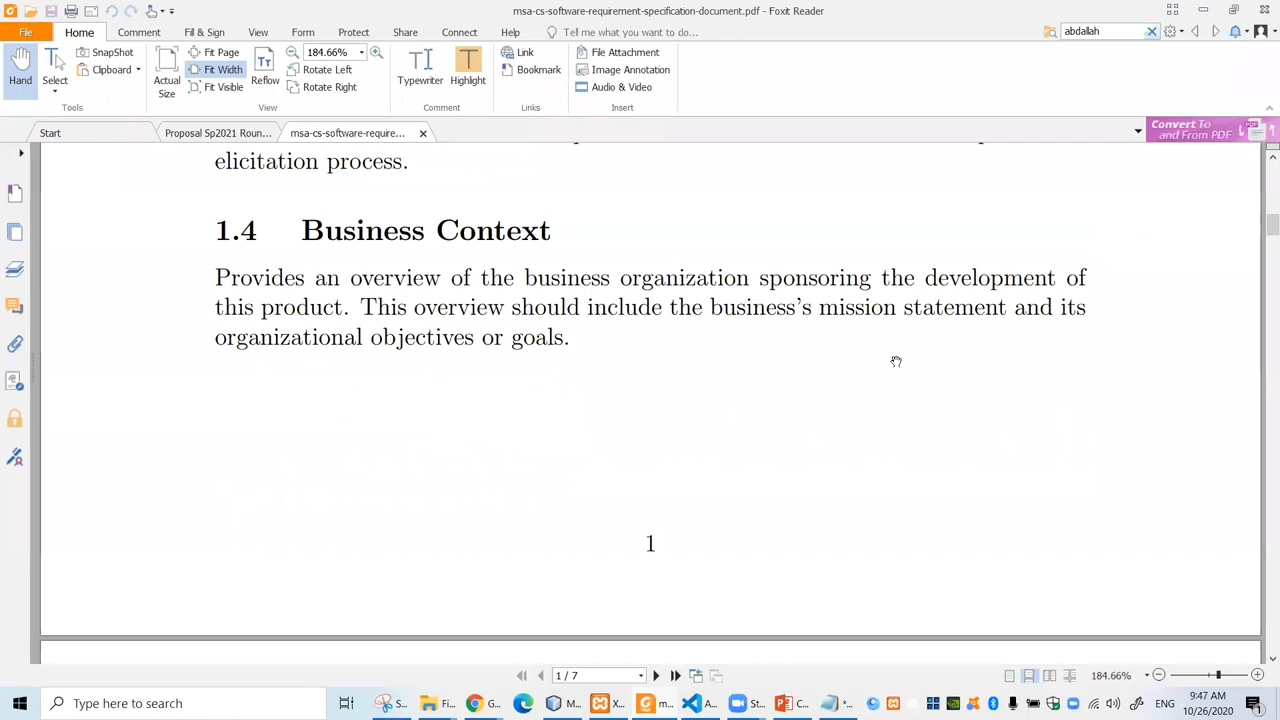 msa-cs-software-requirement-specification-document.pdf - Foxit Reader
File Home Comment Fill & Sign View Form Protect Share Connect Help Tell me what you want to do... abdallah
Hand
Select
SnapShot
Clipboard
Tools
Actual
Size
Fit Page
Fit Width
Fit Visible
Reflow
184.66%
Rotate Left
Rotate Right
View
Typewriter
Highlight
Comment
Link
Bookmark
Links
File Attachment
Image Annotation
Audio & Video
Insert
Start
Proposal Sp2021 Roun...
msa-cs-software-require...
Convert To
and From PDF
elicitation process.
1.4 Business Context
Provides an overview of the business organization sponsoring the development of
this product. This overview should include the business's mission statement and its
organizational objectives or goals.
1
1 / 7
184.66%
Type here to search
S...
Fi...
G...
M...
X...
m...
A...
St...
C...
ENG
9:47 AM
10/26/2020